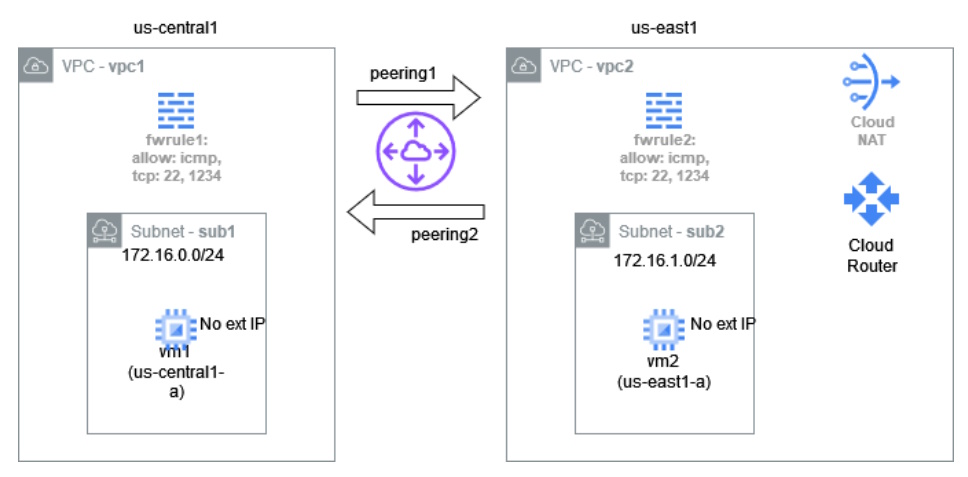 us-central1
VPC - vpc1
fwrule1:
allow: icmp,
tcp: 22, 1234
Subnet - sub1
172.16.0.0/24
No ext IP
vm1
(us-central1-
a)
peering1
peering2
us-east1
VPC - vpc2
fwrule2:
allow: icmp,
tcp: 22, 1234
Subnet - sub2
172.16.1.0/24
No ext IP
vm2
(us-east1-a)
Cloud
NAT
Cloud
Router